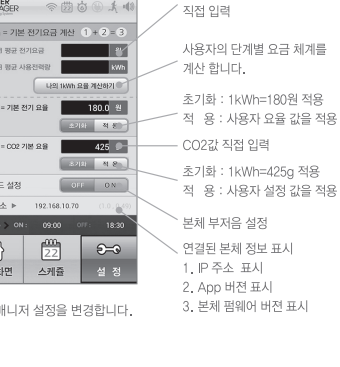 AGER
= 기본 전기요금 계산 1 + 2 = 3
평균 전기요금 원
평균 사용전력량 kWh
나의 1kWh 요율 계산하기
= 기본 전기 요율 180.0 원
초기화 적 용
= CO2 기본 요율 425
초기화 적 용
드 설정 OFF ON
소 ▶ 192.168.10.70
ON : 09:00 OFF : 18:30
화면 스케쥴 설 정
22
매니저 설정을 변경합니다.
직접 입력
사용자의 단계별 요금 체계를
계산 합니다.
초기화 : 1kWh=180원 적용
적 용 : 사용자 요율 값을 적용
CO2값 직접 입력
초기화 : 1kWh=425g 적용
적 용 : 사용자 설정 값을 적용
본체 부저음 설정
연결된 본체 정보 표시
1. IP 주소 표시
2. App 버젼 표시
3. 본체 펌웨어 버젼 표시